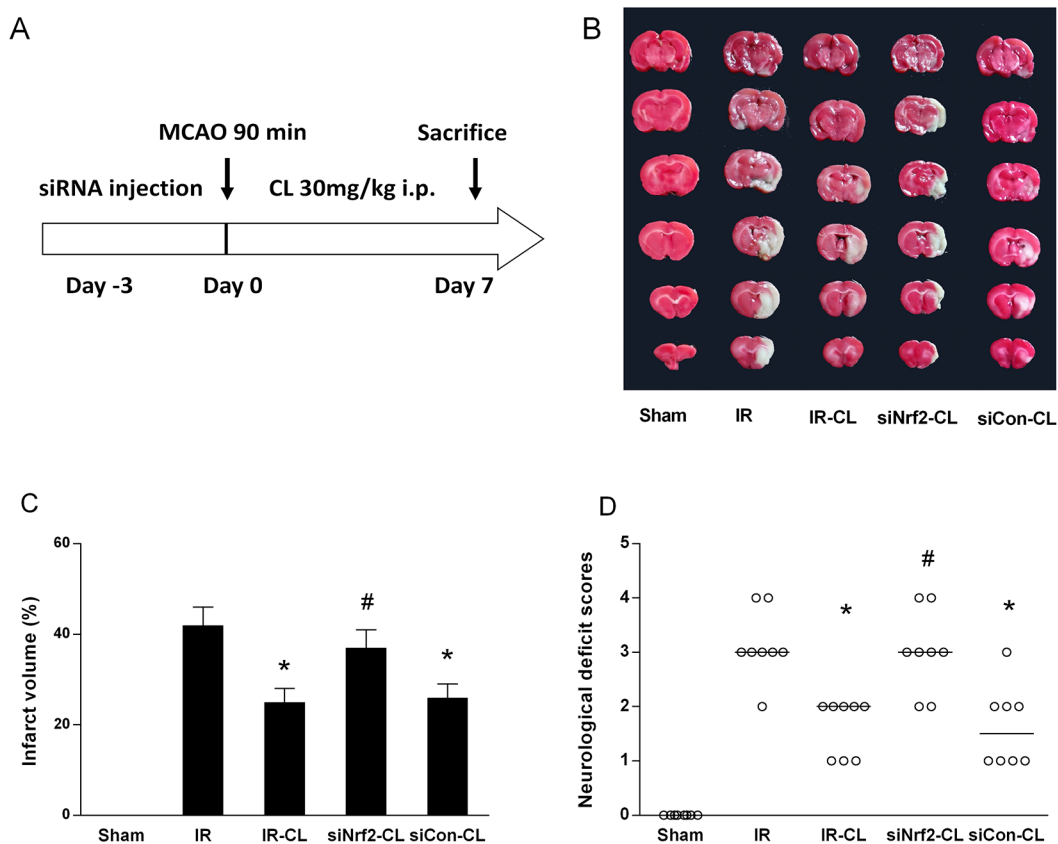 A
MCAO 90 min
Sacrifice
siRNA injection
CL 30mg/kg i.p.
Day -3
Day 0
Day 7
B
Sham
IR
IR-CL
siNrf2-CL
siCon-CL
C
Infarct volume (%)
60
40
20
0
*
#
*
Sham
IR
IR-CL
siNrf2-CL
siCon-CL
D
Neurological deficit scores
5
4
3
2
1
0
*
#
*
Sham
IR
IR-CL
siNrf2-CL
siCon-CL